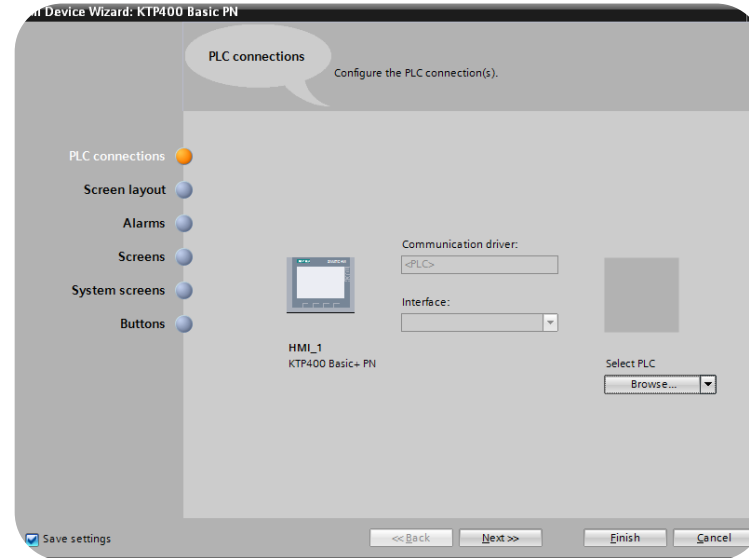 Device Wizard: KTP400 Basic PN
PLC connections
Configure the PLC connection(s).
PLC connections
Screen layout
Alarms
Screens
System screens
Buttons
Communication driver:
<PLC>
Interface:
HMI_1
KTP400 Basic+ PN
Select PLC
Browse...
Save settings
<<Back
Next>>
Finish
Cancel